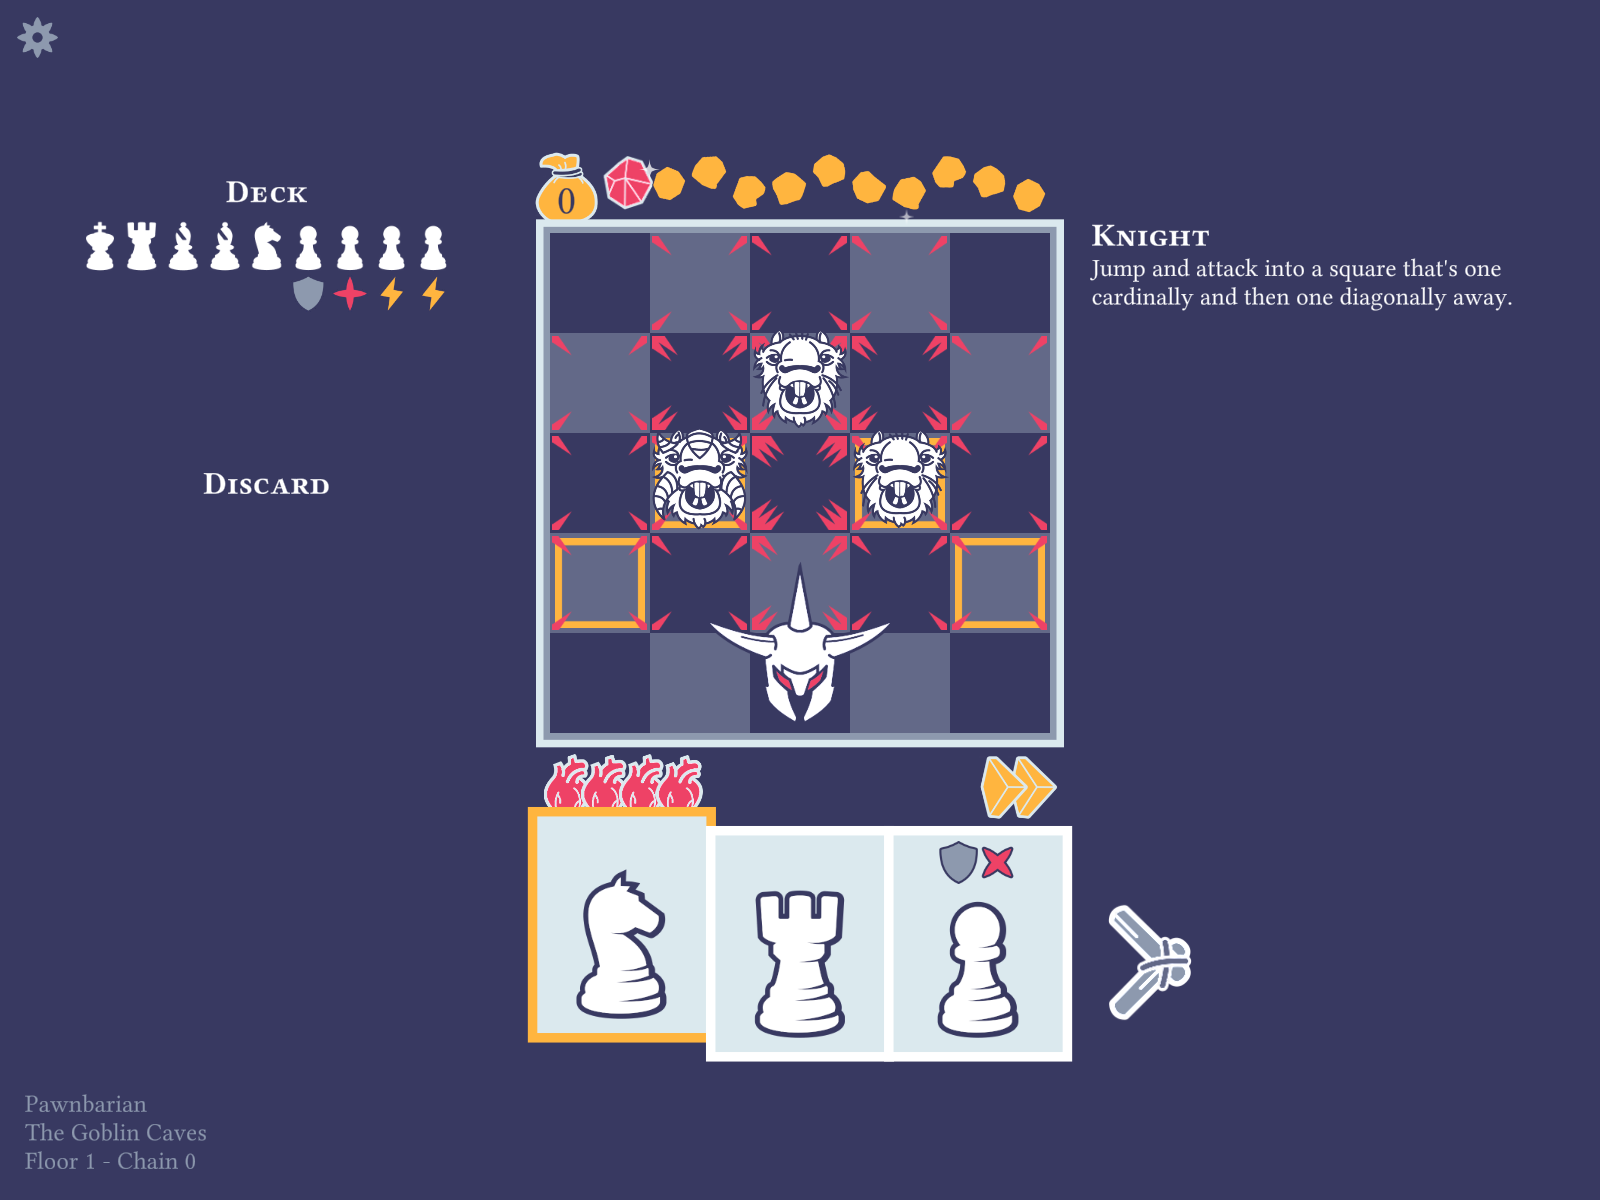 Deck
0
Knight
Jump and attack into a square that's one
cardinally and then one diagonally away.
Discard
Pawnbarian
The Goblin Caves
Floor 1 - Chain 0